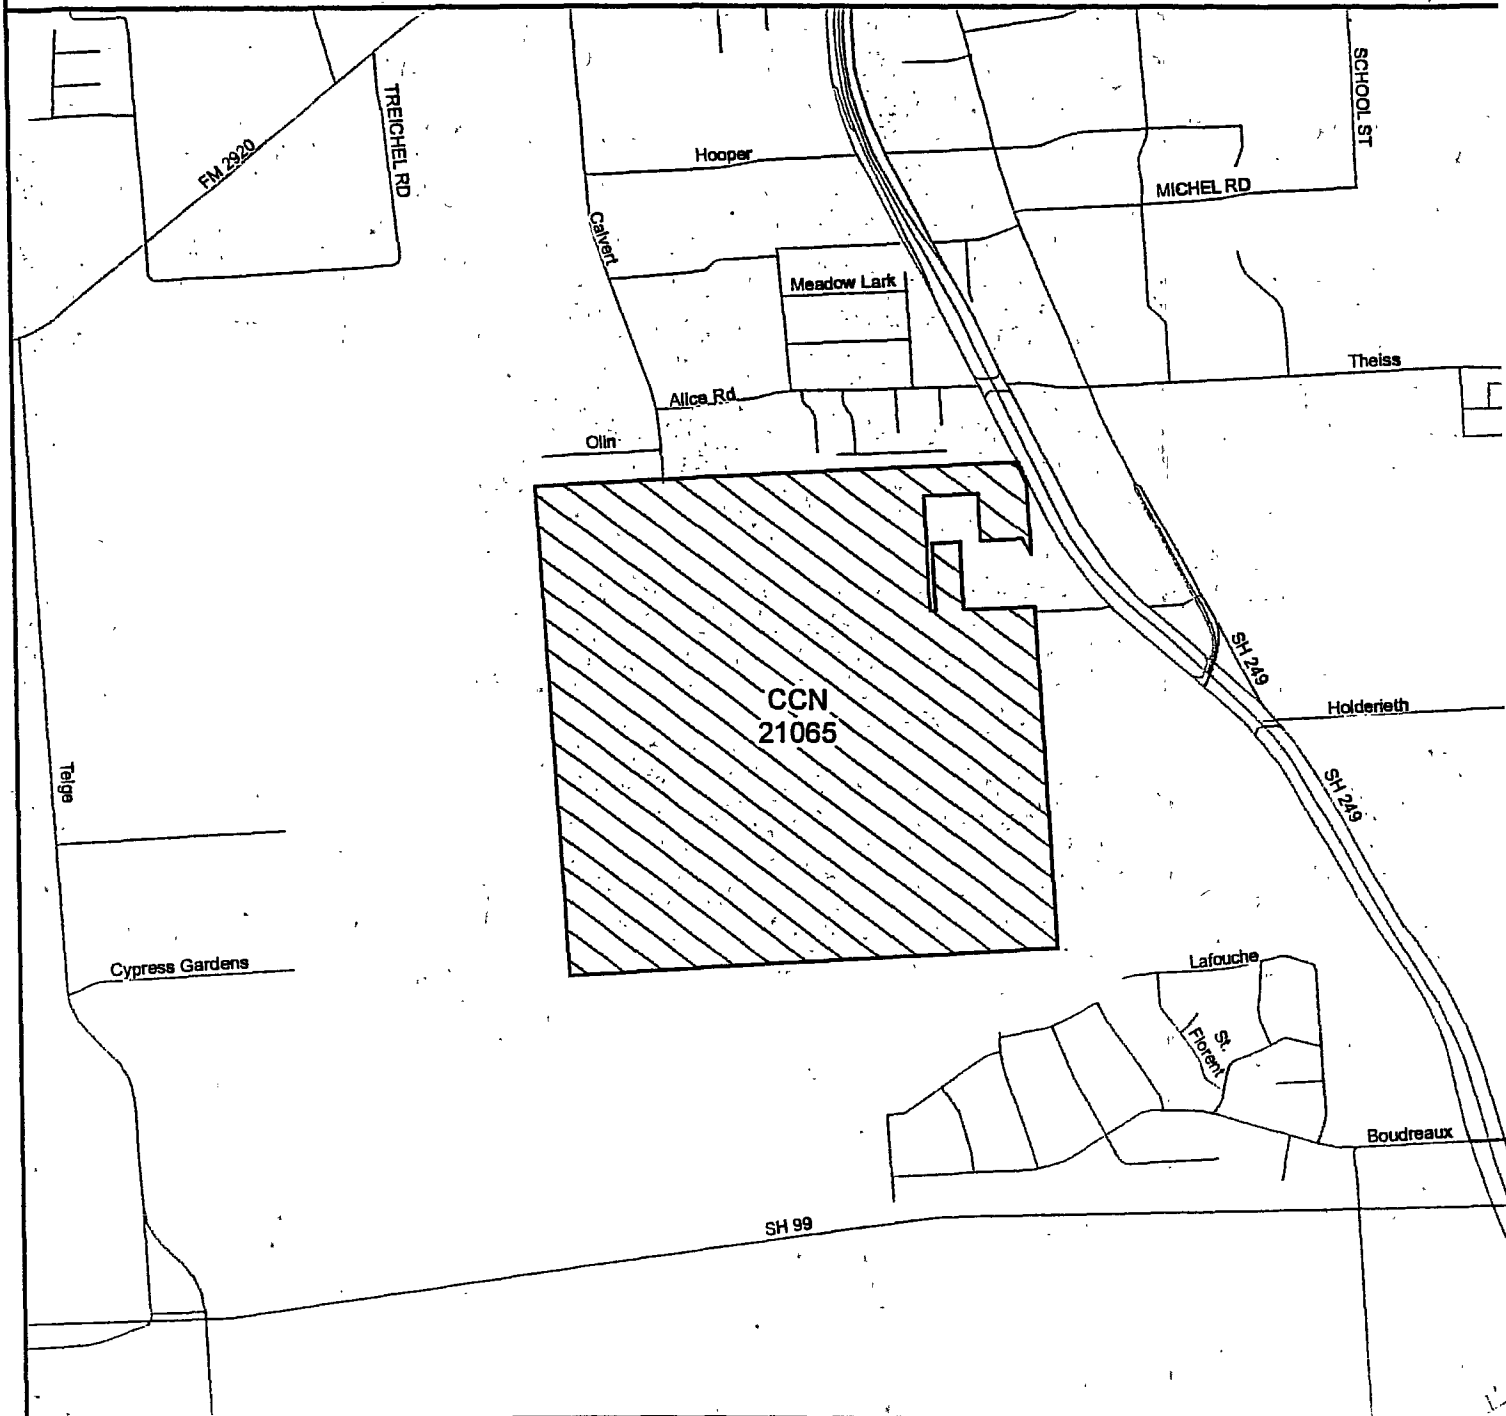 SCHOOL ST
TREICHEL RD
FM 2920
Hooper
MICHEL RD
Calvert
Meadow Lark
Theiss
Alice Rd
Olin
SH 249
CCN
21065
Holderieth
SH 249
Telge
Cypress Gardens
Lafouche
St.
Florent
Boudreaux
SH 99